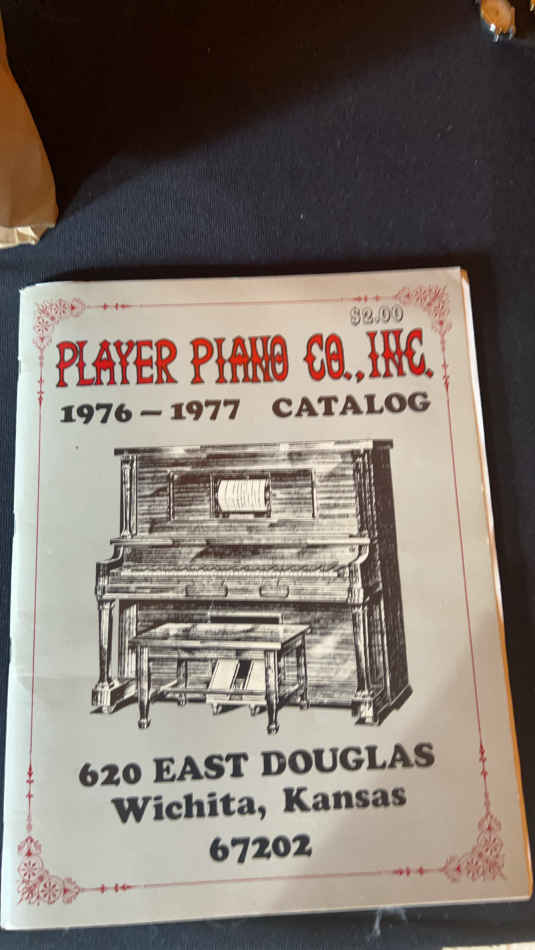 $2.00
PLAYER PIANO CO., INC.
1976 – 1977 CATALOG
620 EAST DOUGLAS
Wichita, Kansas
67202